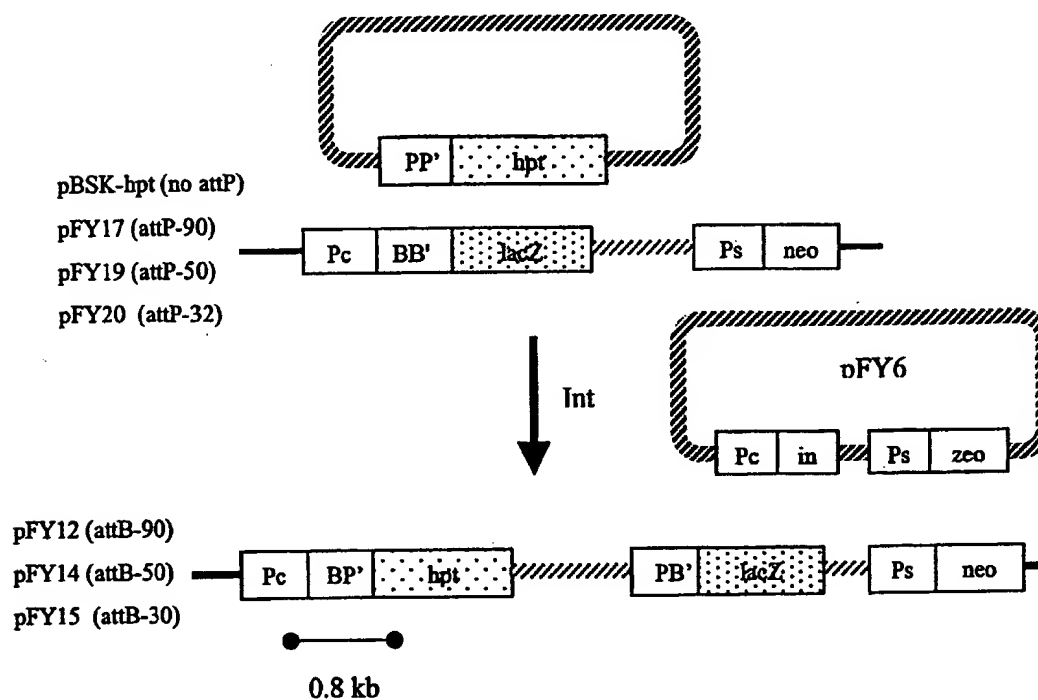 PP' hpt
pBSK-hpt (no attP)
pFY17 (attP-90)
pFY19 (attP-50)
pFY20 (attP-32)
Pc BB' lacZ Ps neo
Int
pFY6
Pc in Ps zeo
pFY12 (attB-90)
pFY14 (attB-50)
pFY15 (attB-30)
Pc BP' hpt PB' lacZ Ps neo
0.8 kb